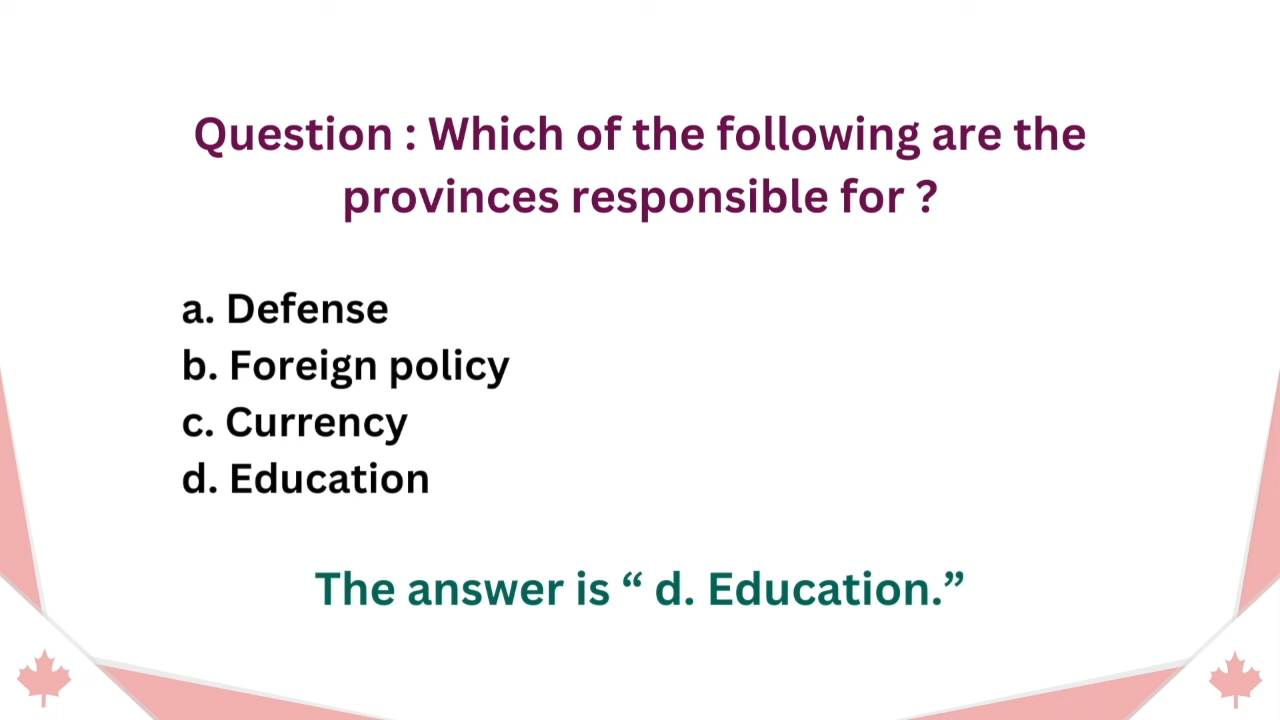 Question : Which of the following are the
provinces responsible for ?
a. Defense
b. Foreign policy
c. Currency
d. Education
The answer is “ d. Education.”